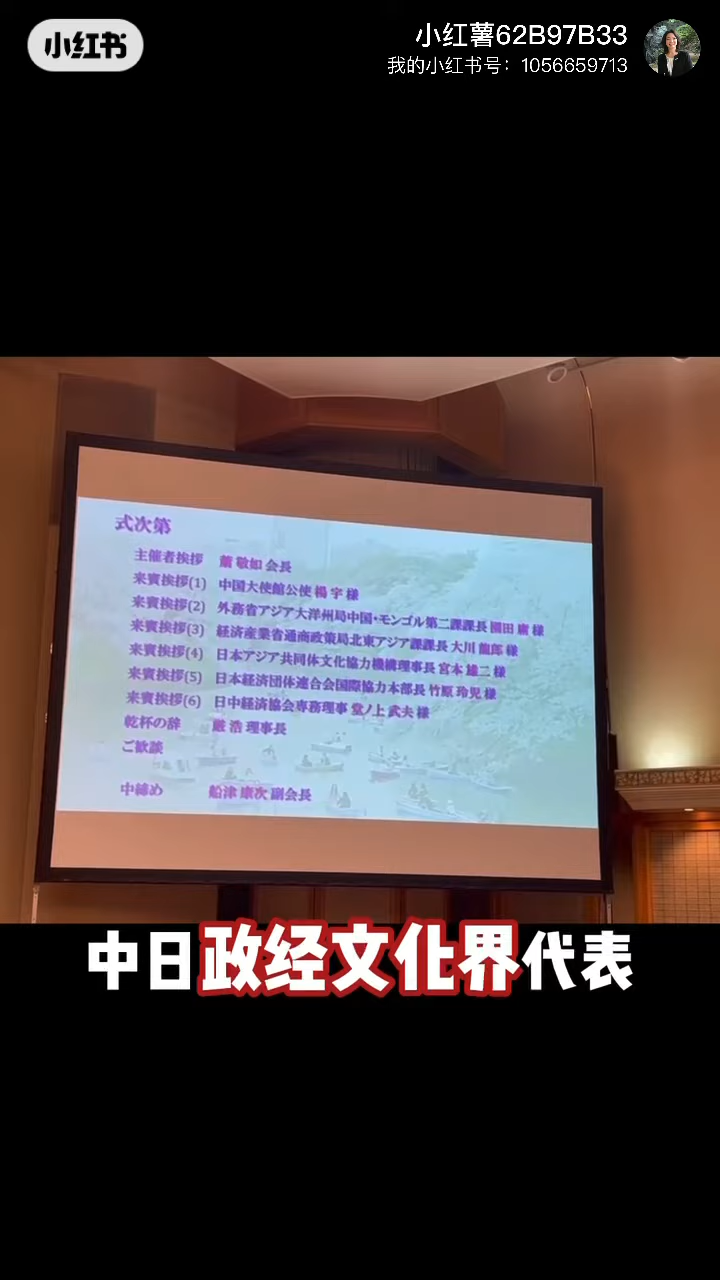 小红书
小红薯62B97B33
我的小红书号：1056659713
式次第
主催者挨拶 蕭 敬如 会長
来賓挨拶(1) 中国大使館公使 楊 宇 様
来賓挨拶(2) 外務省アジア大洋州局中国・モンゴル第二課課長 園田 庸 様
来賓挨拶(3) 経済産業省通商政策局北東アジア課課長 大川 龍郎 様
来賓挨拶(4) 日本アジア共同体文化協力機構理事長 宮本 雄二 様
来賓挨拶(5) 日本経済団体連合会国際協力本部長 竹原 玲児 様
来賓挨拶(6) 日中経済協会専務理事 堂ノ上 武夫 様
乾杯の辞 厳 浩 理事長
ご歓談
中締め 船津 康次 副会長
中日政经文化界代表